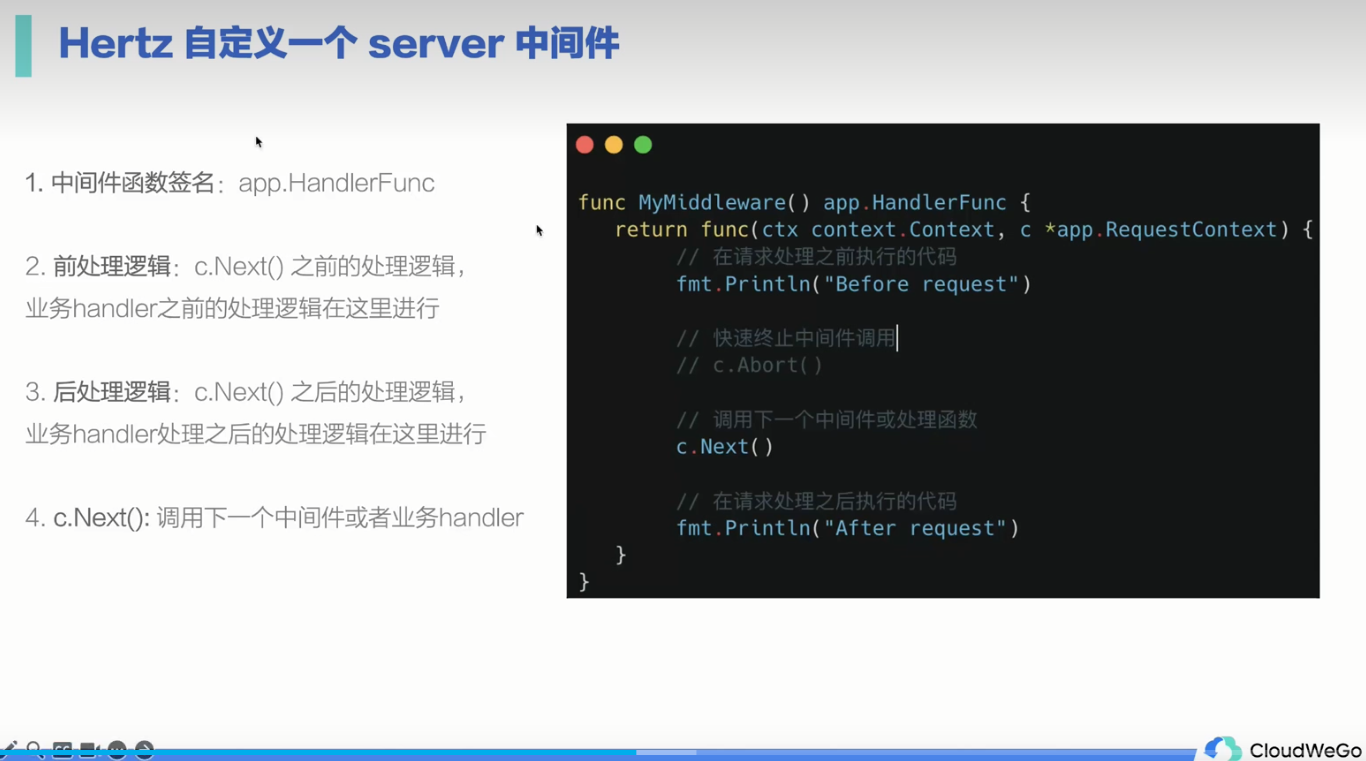 Hertz 自定义一个 server 中间件
1. 中间件函数签名：app.HandlerFunc
2. 前处理逻辑：c.Next() 之前的处理逻辑，
业务handler之前的处理逻辑在这里进行
3. 后处理逻辑：c.Next() 之后的处理逻辑，
业务handler处理之后的处理逻辑在这里进行
4. c.Next(): 调用下一个中间件或者业务handler
func MyMiddleware() app.HandlerFunc {
return func(ctx context.Context, c *app.RequestContext) {
// 在请求处理之前执行的代码
fmt.Println("Before request")
// 快速终止中间件调用
// c.Abort()
// 调用下一个中间件或处理函数
c.Next()
// 在请求处理之后执行的代码
fmt.Println("After request")
}
}
CloudWeGo